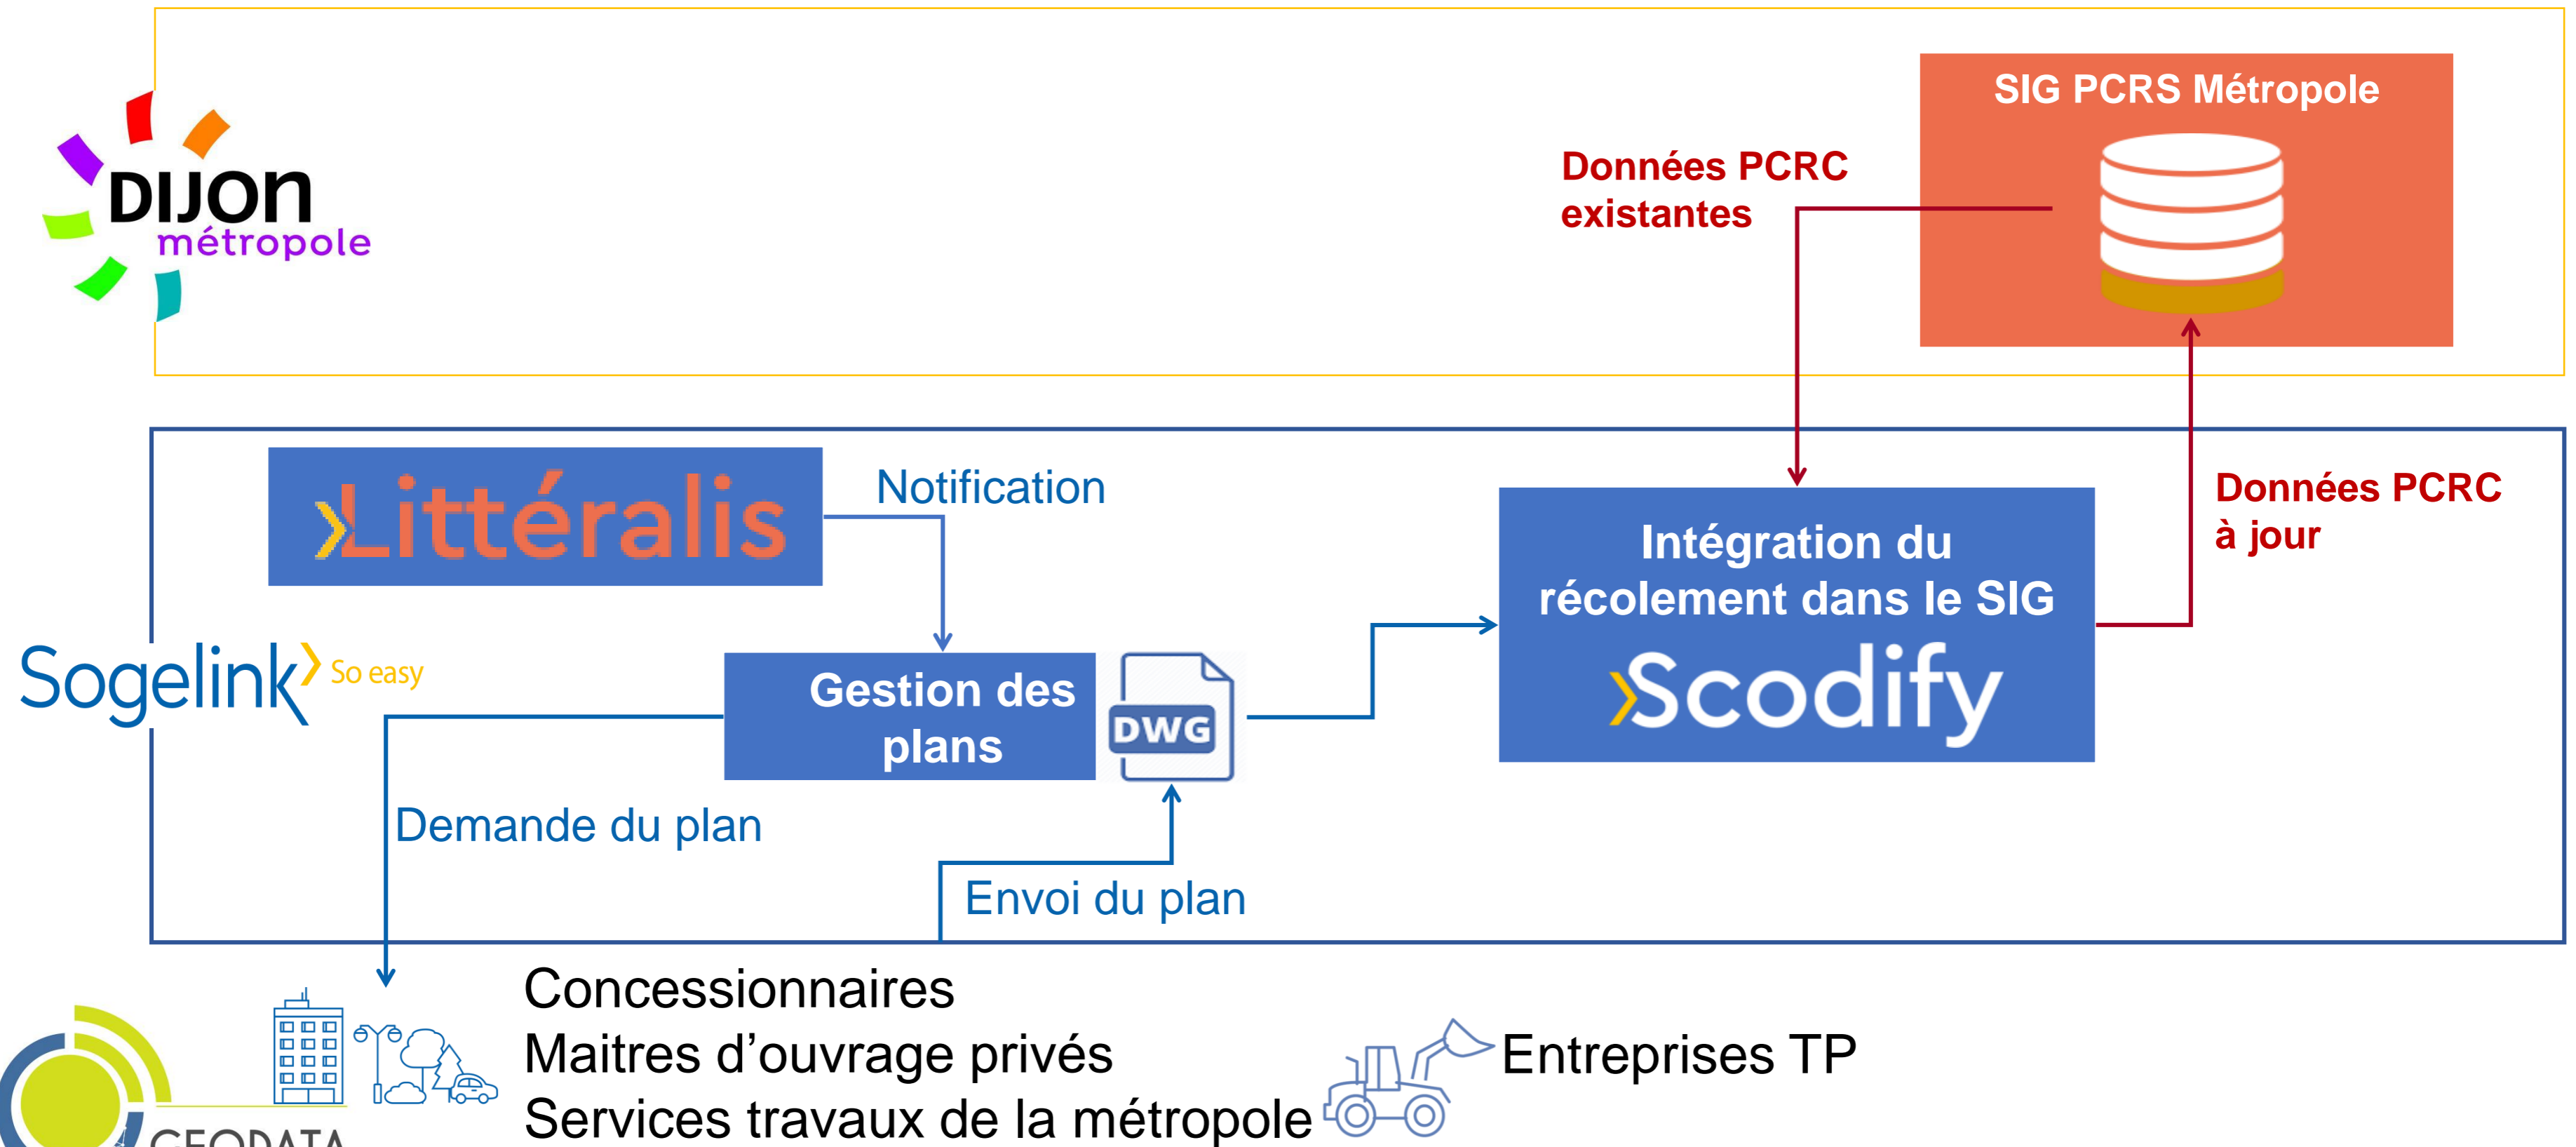 SIG PCRS Métropole
Données PCRC
existantes
DIJON
métropole
Littéralis
Notification
Données PCRC
à jour
Intégration du
récolement dans le SIG
Scodify
Sogelink So easy
Gestion des
plans
DWG
Demande du plan
Envoi du plan
Concessionnaires
Maitres d’ouvrage privés
Services travaux de la métropole
Entreprises TP
GEODATA